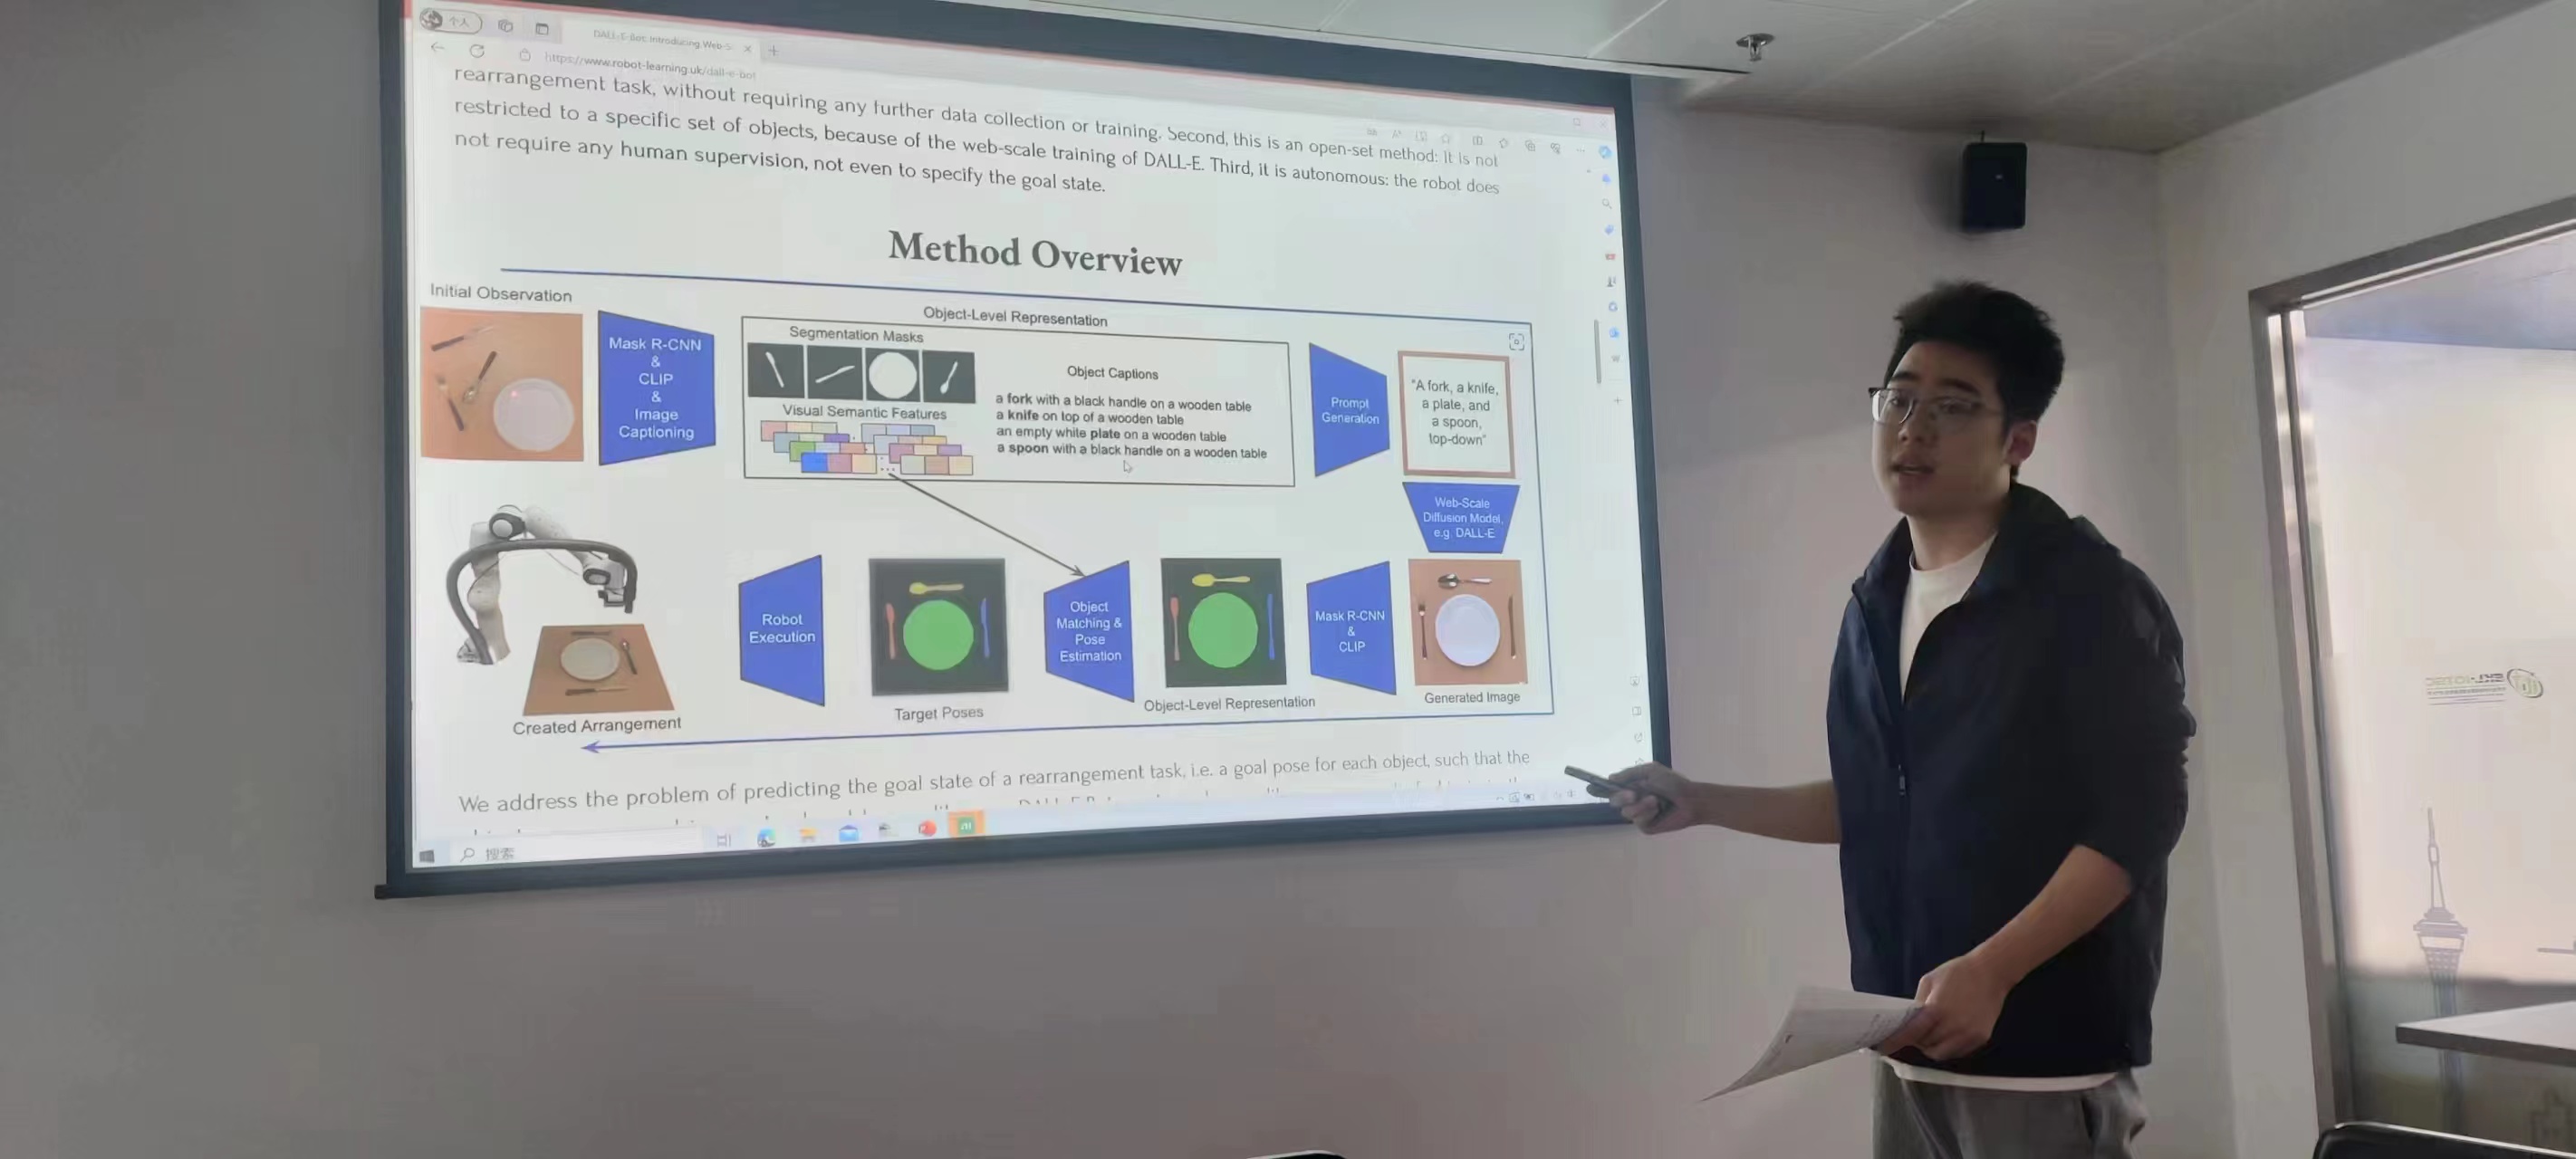 个人
DALL-E-Bot: Introducing Web-S
https://www.robot-learning.uk/dall-e-bot
rearrangement task, without requiring any further data collection or training. Second, this is an open-set method: it is not
restricted to a specific set of objects, because of the web-scale training of DALL-E. Third, it is autonomous: the robot does
not require any human supervision, not even to specify the goal state.
Method Overview
Initial Observation
Mask R-CNN
&
CLIP
&
Image
Captioning
Object-Level Representation
Segmentation Masks
Visual Semantic Features
Object Captions
a fork with a black handle on a wooden table
a knife on top of a wooden table
an empty white plate on a wooden table
a spoon with a black handle on a wooden table
Prompt
Generation
"A fork, a knife,
a plate, and
a spoon,
top-down"
Web-Scale
Diffusion Model,
e.g. DALL-E
Generated Image
Mask R-CNN
&
CLIP
Object-Level Representation
Object
Matching &
Pose
Estimation
Target Poses
Robot
Execution
Created Arrangement
We address the problem of predicting the goal state of a rearrangement task, i.e. a goal pose for each object, such that the
搜索